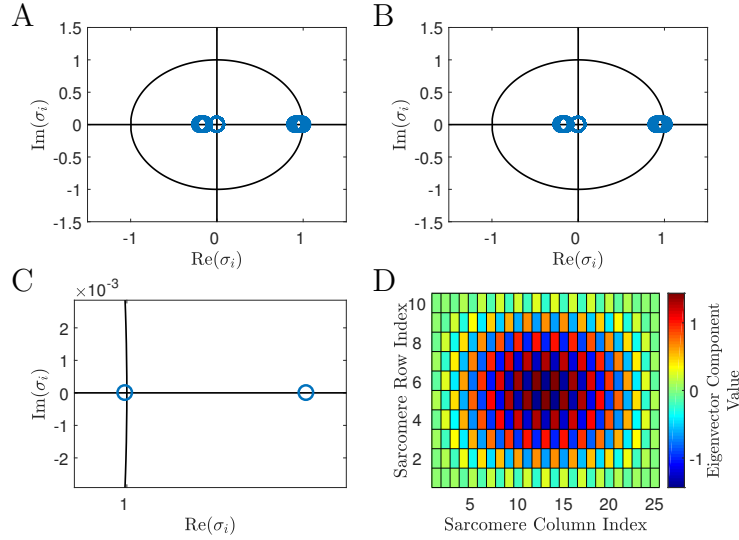 A
1.5
1
0.5
0
-0.5
-1
-1.5
-1 0 1
Im(σᵢ)
Re(σᵢ)
B
1.5
1
0.5
0
-0.5
-1
-1.5
-1 0 1
Im(σᵢ)
Re(σᵢ)
C
×10⁻³
2
1
0
-1
-2
1
Im(σᵢ)
Re(σᵢ)
D
10
8
6
4
2
5 10 15 20 25
Sarcomere Row Index
Sarcomere Column Index
1
0
-1
Eigenvector Component
Value